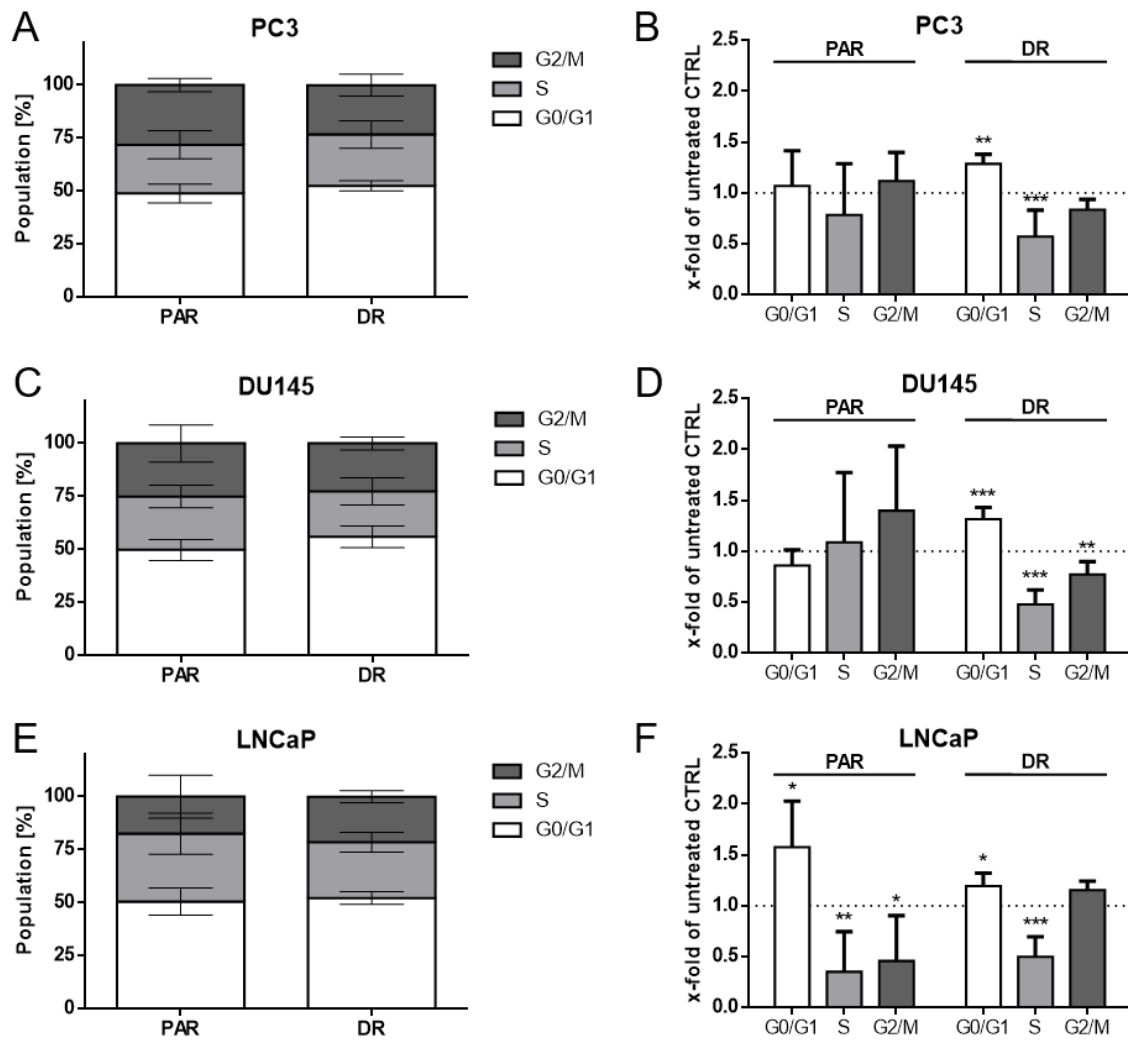 A
PC3
Population [%]
100
75
50
25
0
PAR
DR
G2/M
S
G0/G1
B
PC3
x-fold of untreated CTRL
2.5
2.0
1.5
1.0
0.5
0.0
PAR
DR
**
***
G0/G1 S G2/M G0/G1 S G2/M
C
DU145
Population [%]
100
75
50
25
0
PAR
DR
G2/M
S
G0/G1
D
DU145
x-fold of untreated CTRL
2.5
2.0
1.5
1.0
0.5
0.0
PAR
DR
***
***
**
G0/G1 S G2/M G0/G1 S G2/M
E
LNCaP
Population [%]
100
75
50
25
0
PAR
DR
G2/M
S
G0/G1
F
LNCaP
x-fold of untreated CTRL
2.5
2.0
1.5
1.0
0.5
0.0
PAR
DR
*
**
*
*
***
G0/G1 S G2/M G0/G1 S G2/M